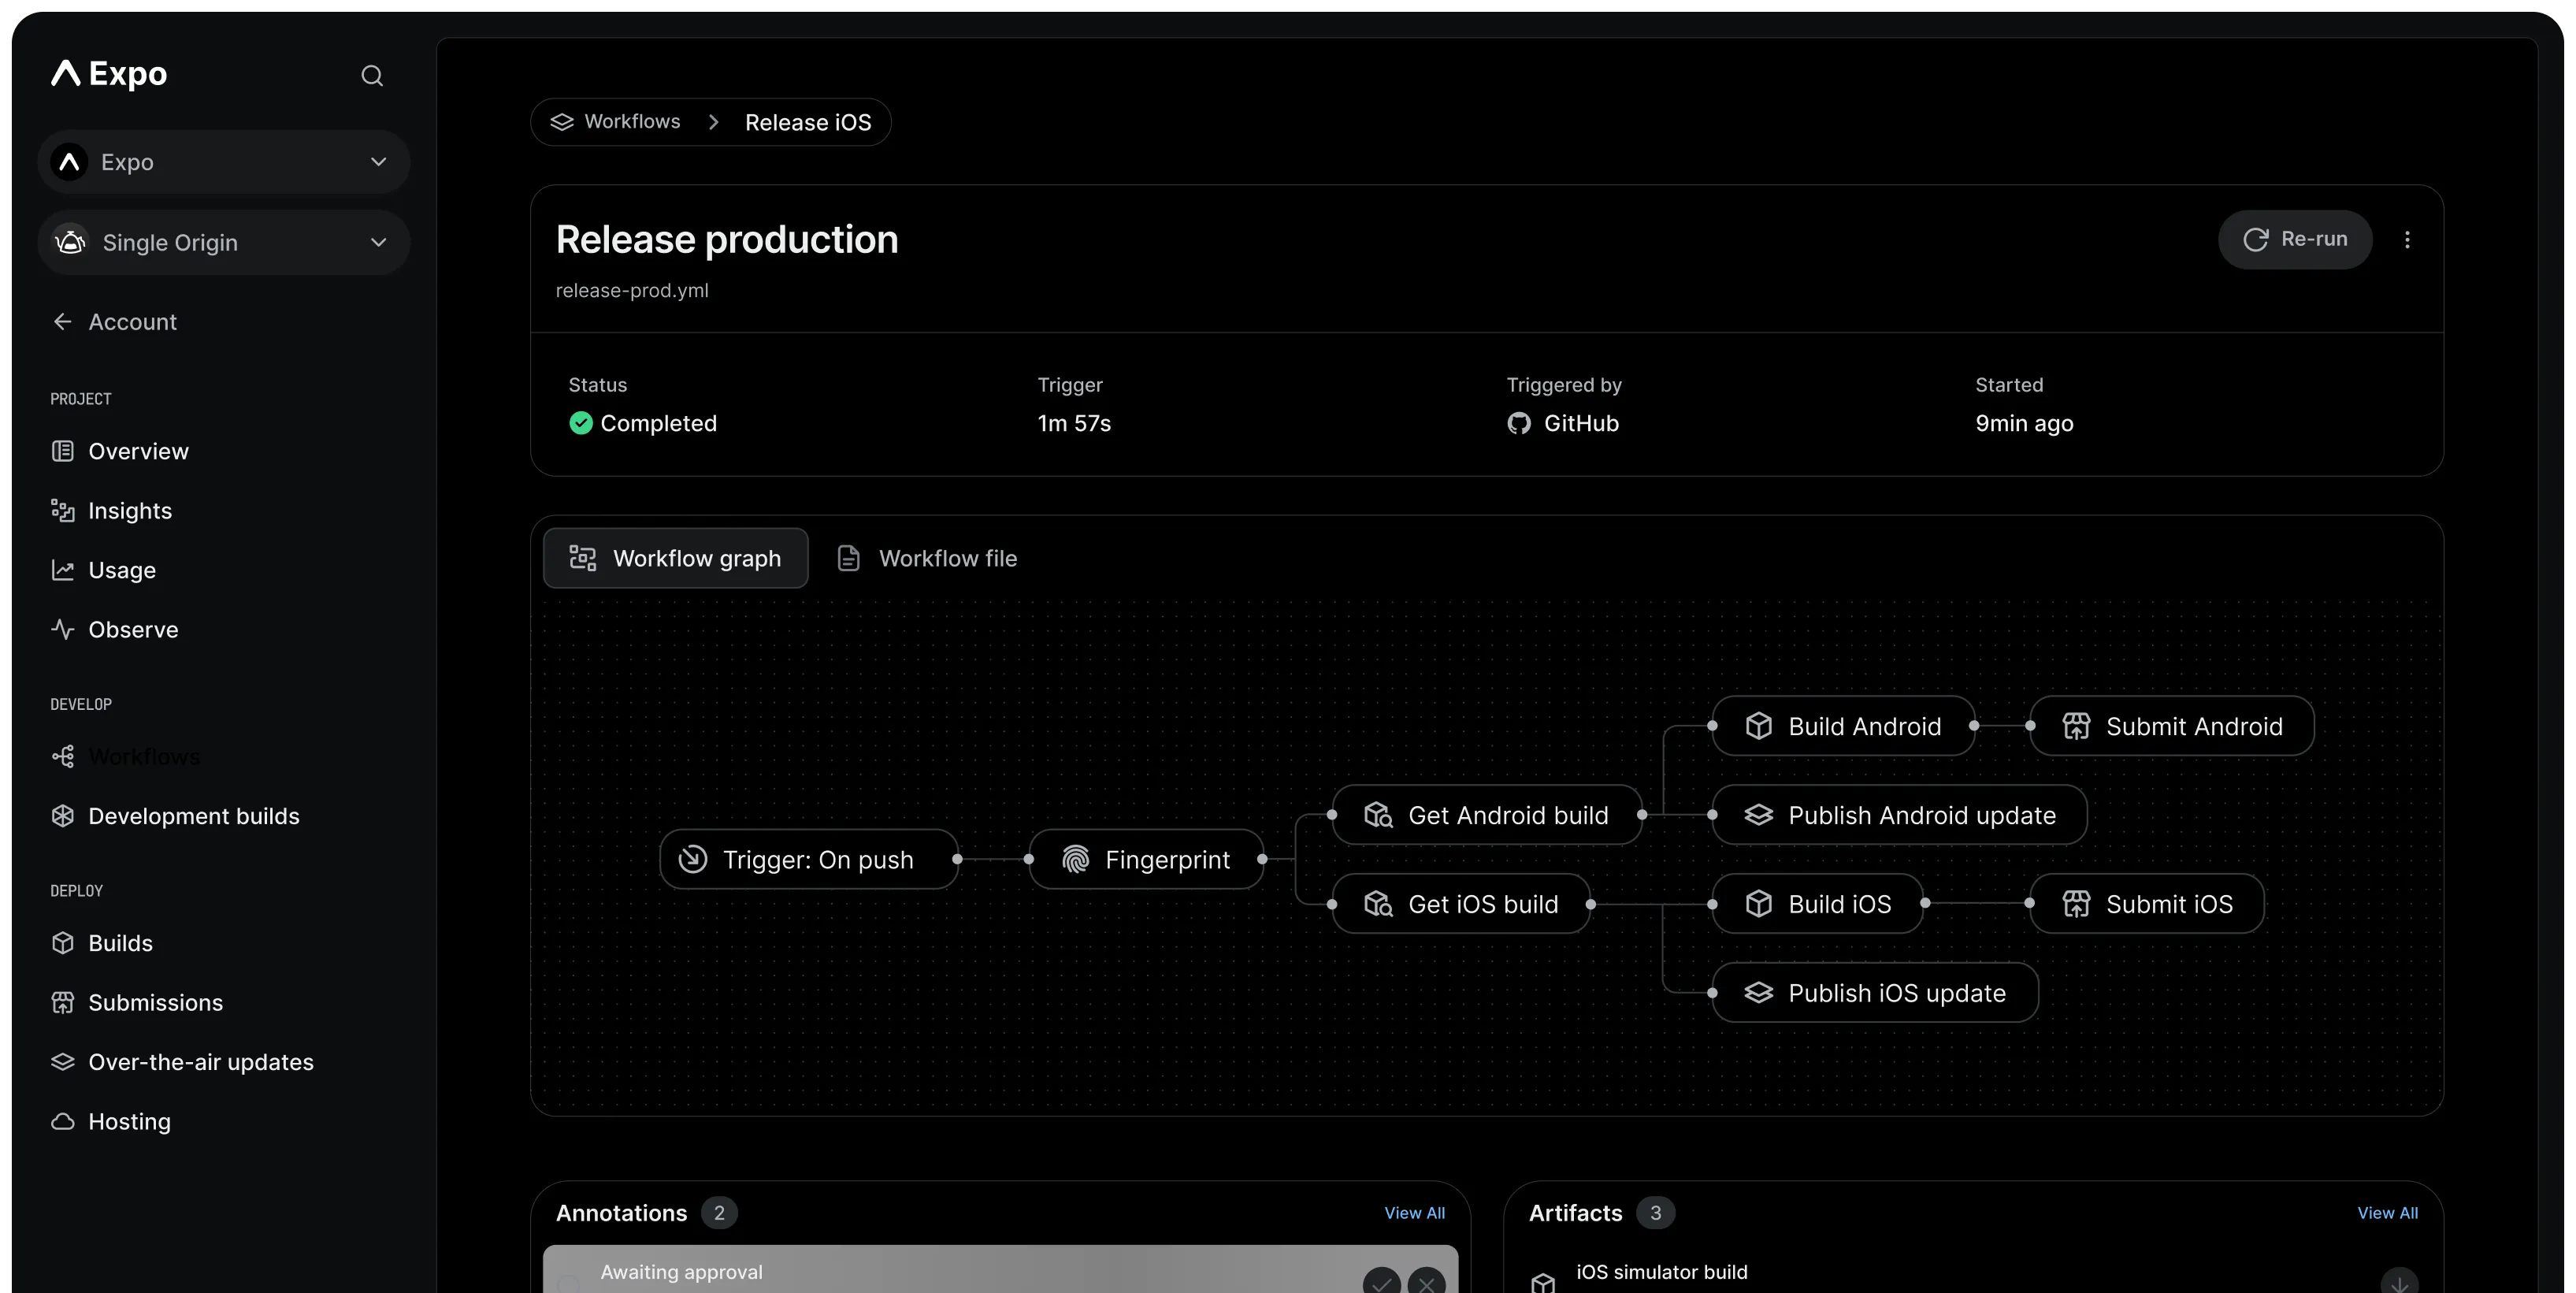 Expo
Expo
Single Origin
Account
PROJECT
Overview
Insights
Usage
Observe
DEVELOP
Workflows
Development builds
DEPLOY
Builds
Submissions
Over-the-air updates
Hosting
Workflows Release iOS
Release production
release-prod.yml
Re-run
Status Trigger Triggered by Started
Completed 1m 57s GitHub 9min ago
Workflow graph Workflow file
Trigger: On push
Fingerprint
Get Android build
Get iOS build
Build Android
Submit Android
Publish Android update
Build iOS
Submit iOS
Publish iOS update
Annotations 2 View All
Awaiting approval
Artifacts 3 View All
iOS simulator build